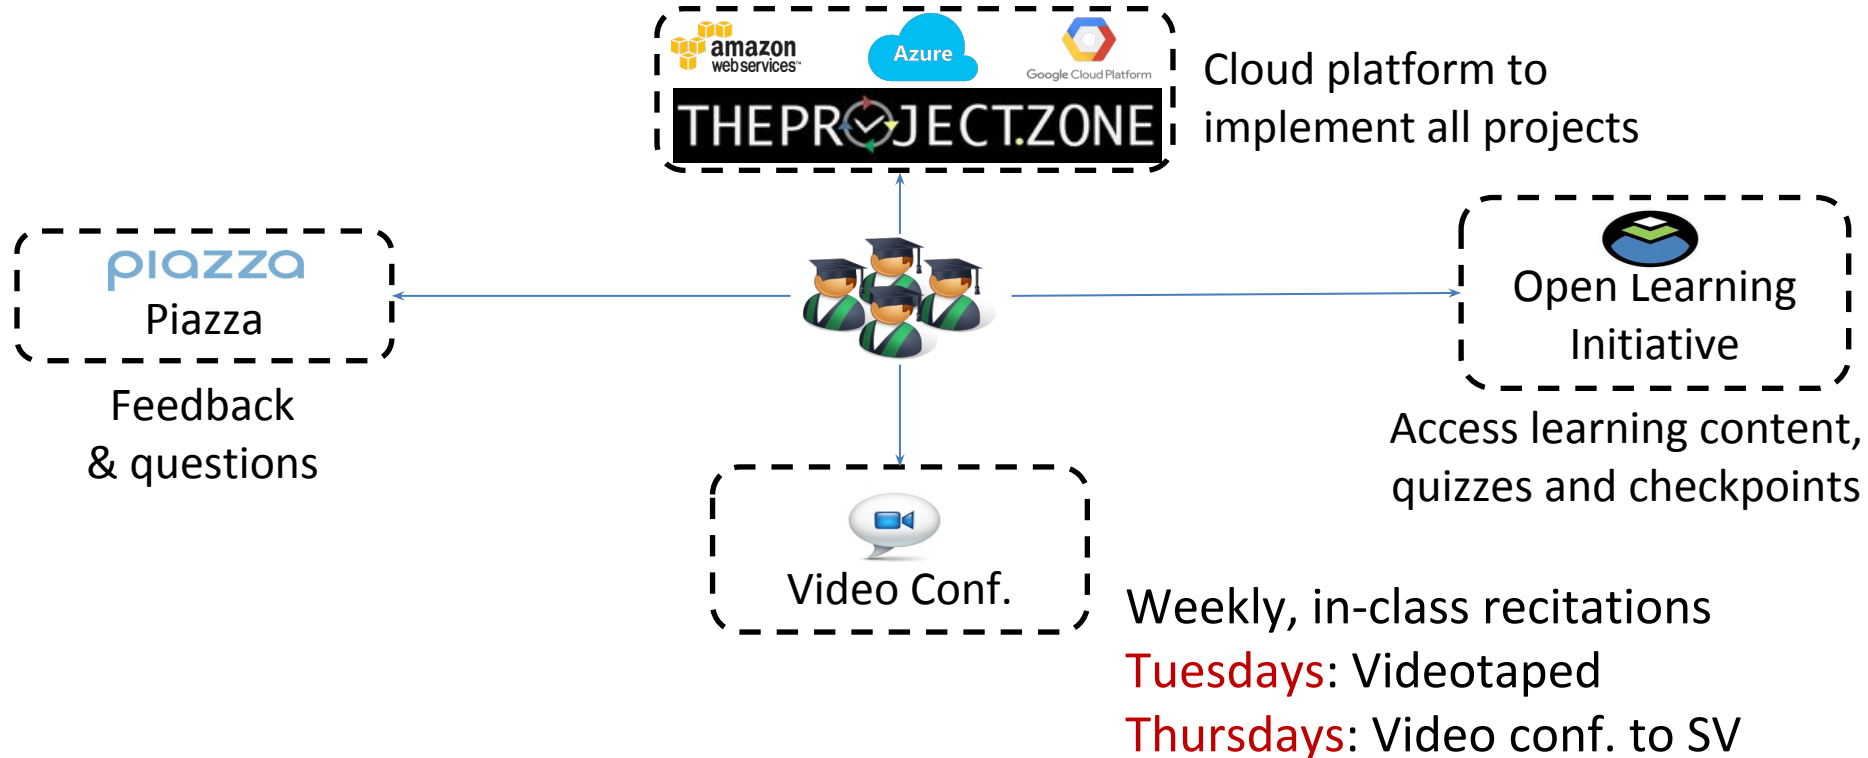 amazon
web services™
Azure
Google Cloud Platform
THEPROJECT.ZONE
Cloud platform to
implement all projects
piazza
Piazza
Feedback
& questions
Open Learning
Initiative
Access learning content,
quizzes and checkpoints
Video Conf.
Weekly, in-class recitations
Tuesdays: Videotaped
Thursdays: Video conf. to SV